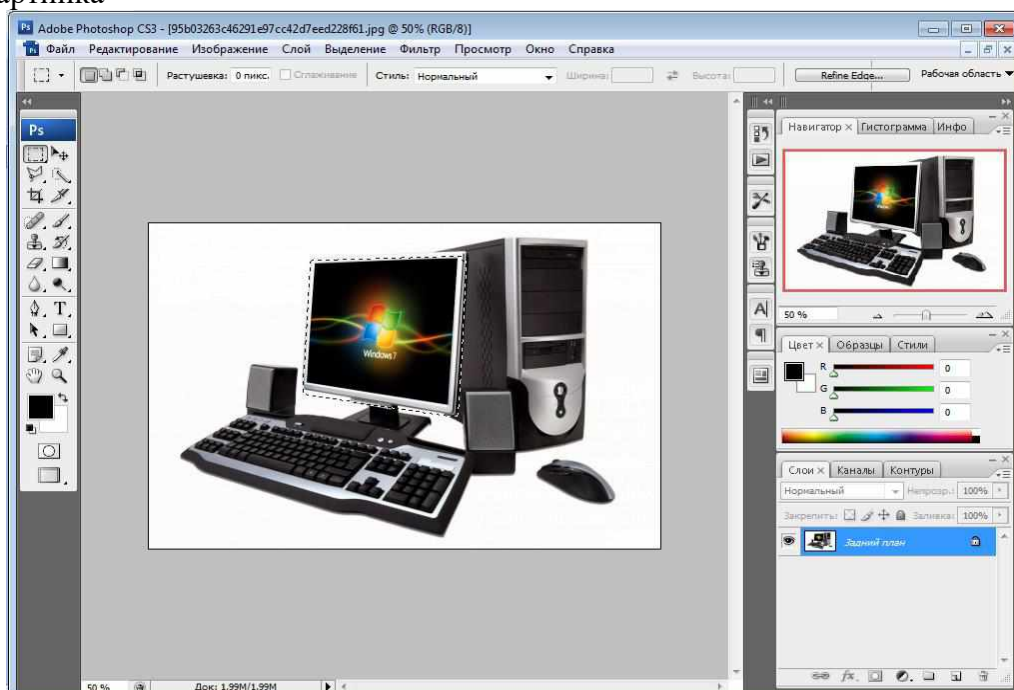 артинка
Adobe Photoshop CS3 - [95b03263c46291e97cc42d7eed228f61.jpg @ 50% (RGB/8)]
Файл Редактирование Изображение Слой Выделение Фильтр Просмотр Окно Справка
Растушевка: 0 пикс. Сглаживание Стиль: Нормальный Ширина: Высота: Refine Edge... Рабочая область
Ps
Навигатор Гистограмма Инфо
50 %
Цвет Образцы Стили
R 0
G 0
B 0
Слои Каналы Контуры
Нормальный Непрозр.: 100%
Закрепить: Заливка: 100%
Задний план
Windows 7
50 % Док: 1,99M/1,99M